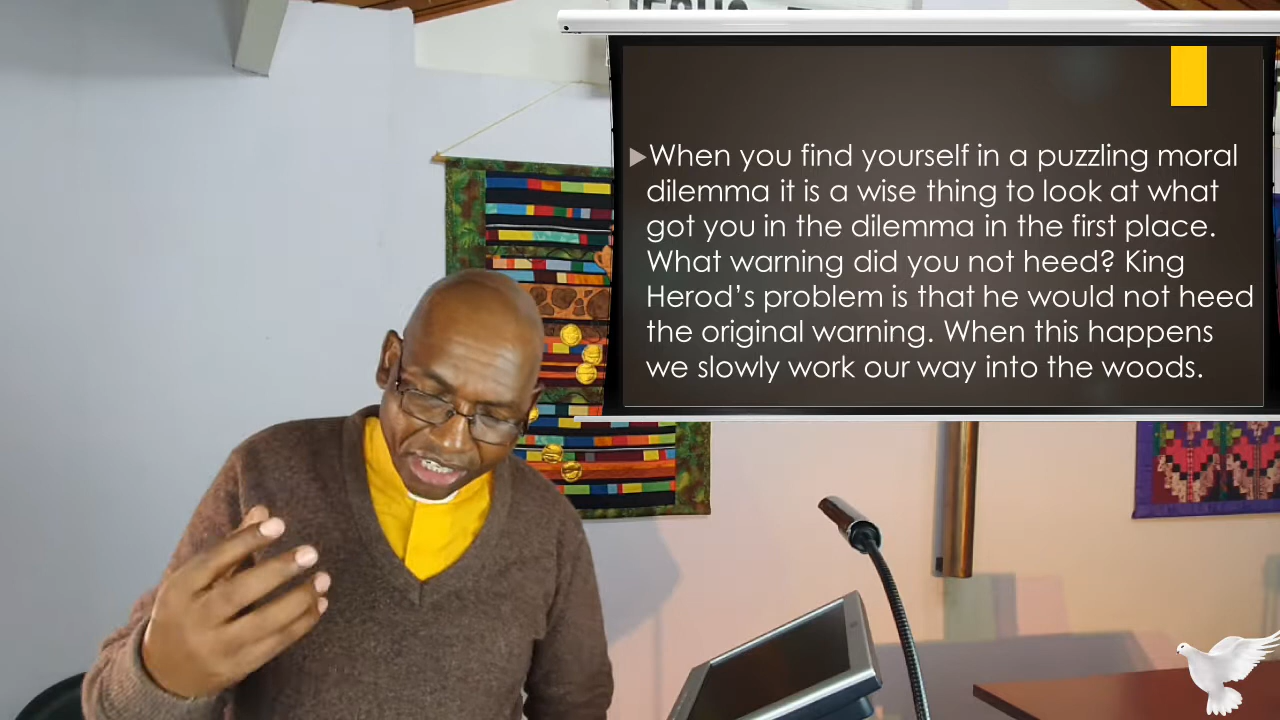 JESUS
When you find yourself in a puzzling moral
dilemma it is a wise thing to look at what
got you in the dilemma in the first place.
What warning did you not heed? King
Herod’s problem is that he would not heed
the original warning. When this happens
we slowly work our way into the woods.